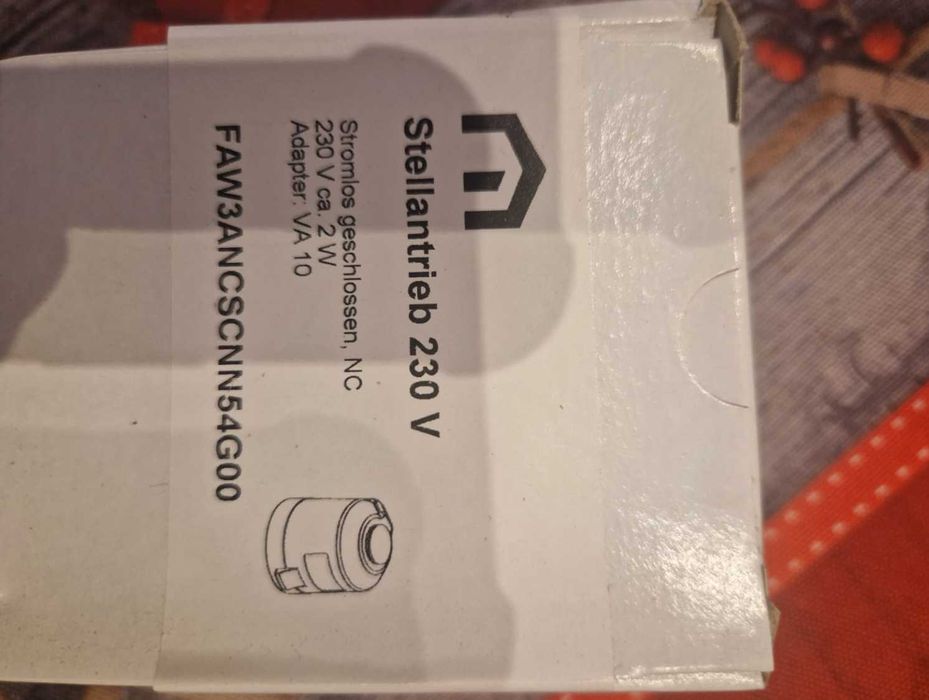 Stellantrieb 230 V
Stromlos geschlossen, NC
230 V ca. 2 W
Adapter: VA 10
FAW3ANCSCNN54G00